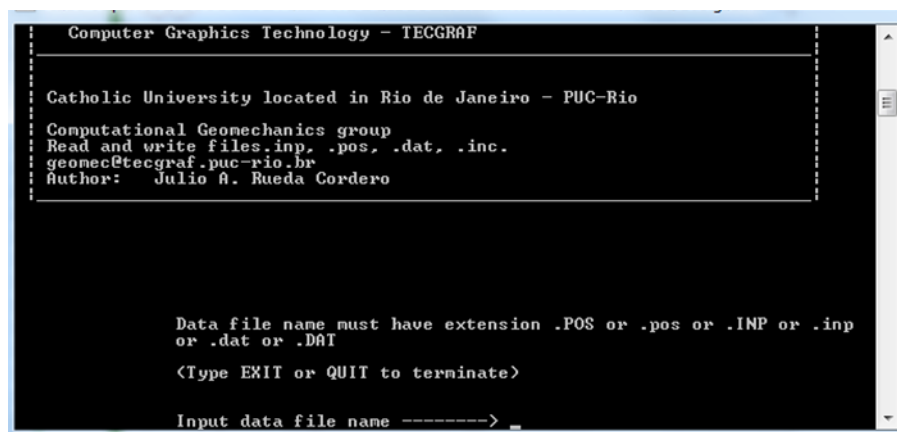 Computer Graphics Technology - TECGRAF
Catholic University located in Rio de Janeiro - PUC-Rio
Computational Geomechanics group
Read and write files.inp, .pos, .dat, .inc.
geomec@tecgraf.puc-rio.br
Author:   Julio A. Rueda Cordero
Data file name must have extension .POS or .pos or .INP or .inp
or .dat or .DAT
<Type EXIT or QUIT to terminate>
Input data file name --------> _